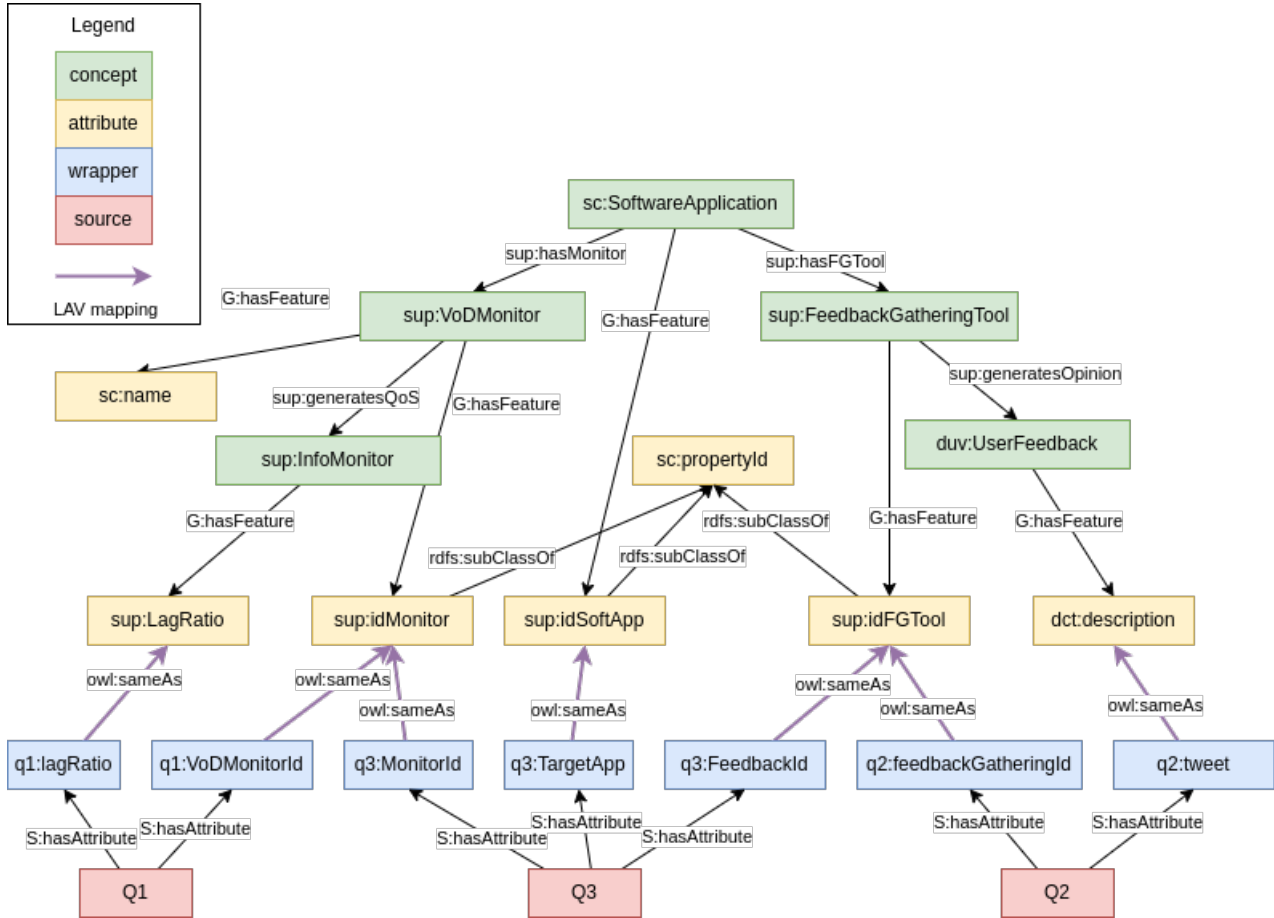 Legend
concept
attribute
wrapper
source
LAV mapping
sc:SoftwareApplication
sup:hasMonitor
sup:hasFGTool
G:hasFeature
sup:VoDMonitor
G:hasFeature
sup:FeedbackGatheringTool
sc:name
sup:generatesQoS
G:hasFeature
sup:generatesOpinion
sup:InfoMonitor
sc:propertyId
duv:UserFeedback
G:hasFeature
rdfs:subClassOf
rdfs:subClassOf
rdfs:subClassOf
G:hasFeature
G:hasFeature
sup:LagRatio
sup:idMonitor
sup:idSoftApp
sup:idFGTool
dct:description
owl:sameAs
owl:sameAs
owl:sameAs
owl:sameAs
owl:sameAs
owl:sameAs
owl:sameAs
q1:lagRatio
q1:VoDMonitorId
q3:MonitorId
q3:TargetApp
q3:FeedbackId
q2:feedbackGatheringId
q2:tweet
S:hasAttribute
S:hasAttribute
S:hasAttribute
S:hasAttribute
S:hasAttribute
S:hasAttribute
S:hasAttribute
Q1
Q3
Q2